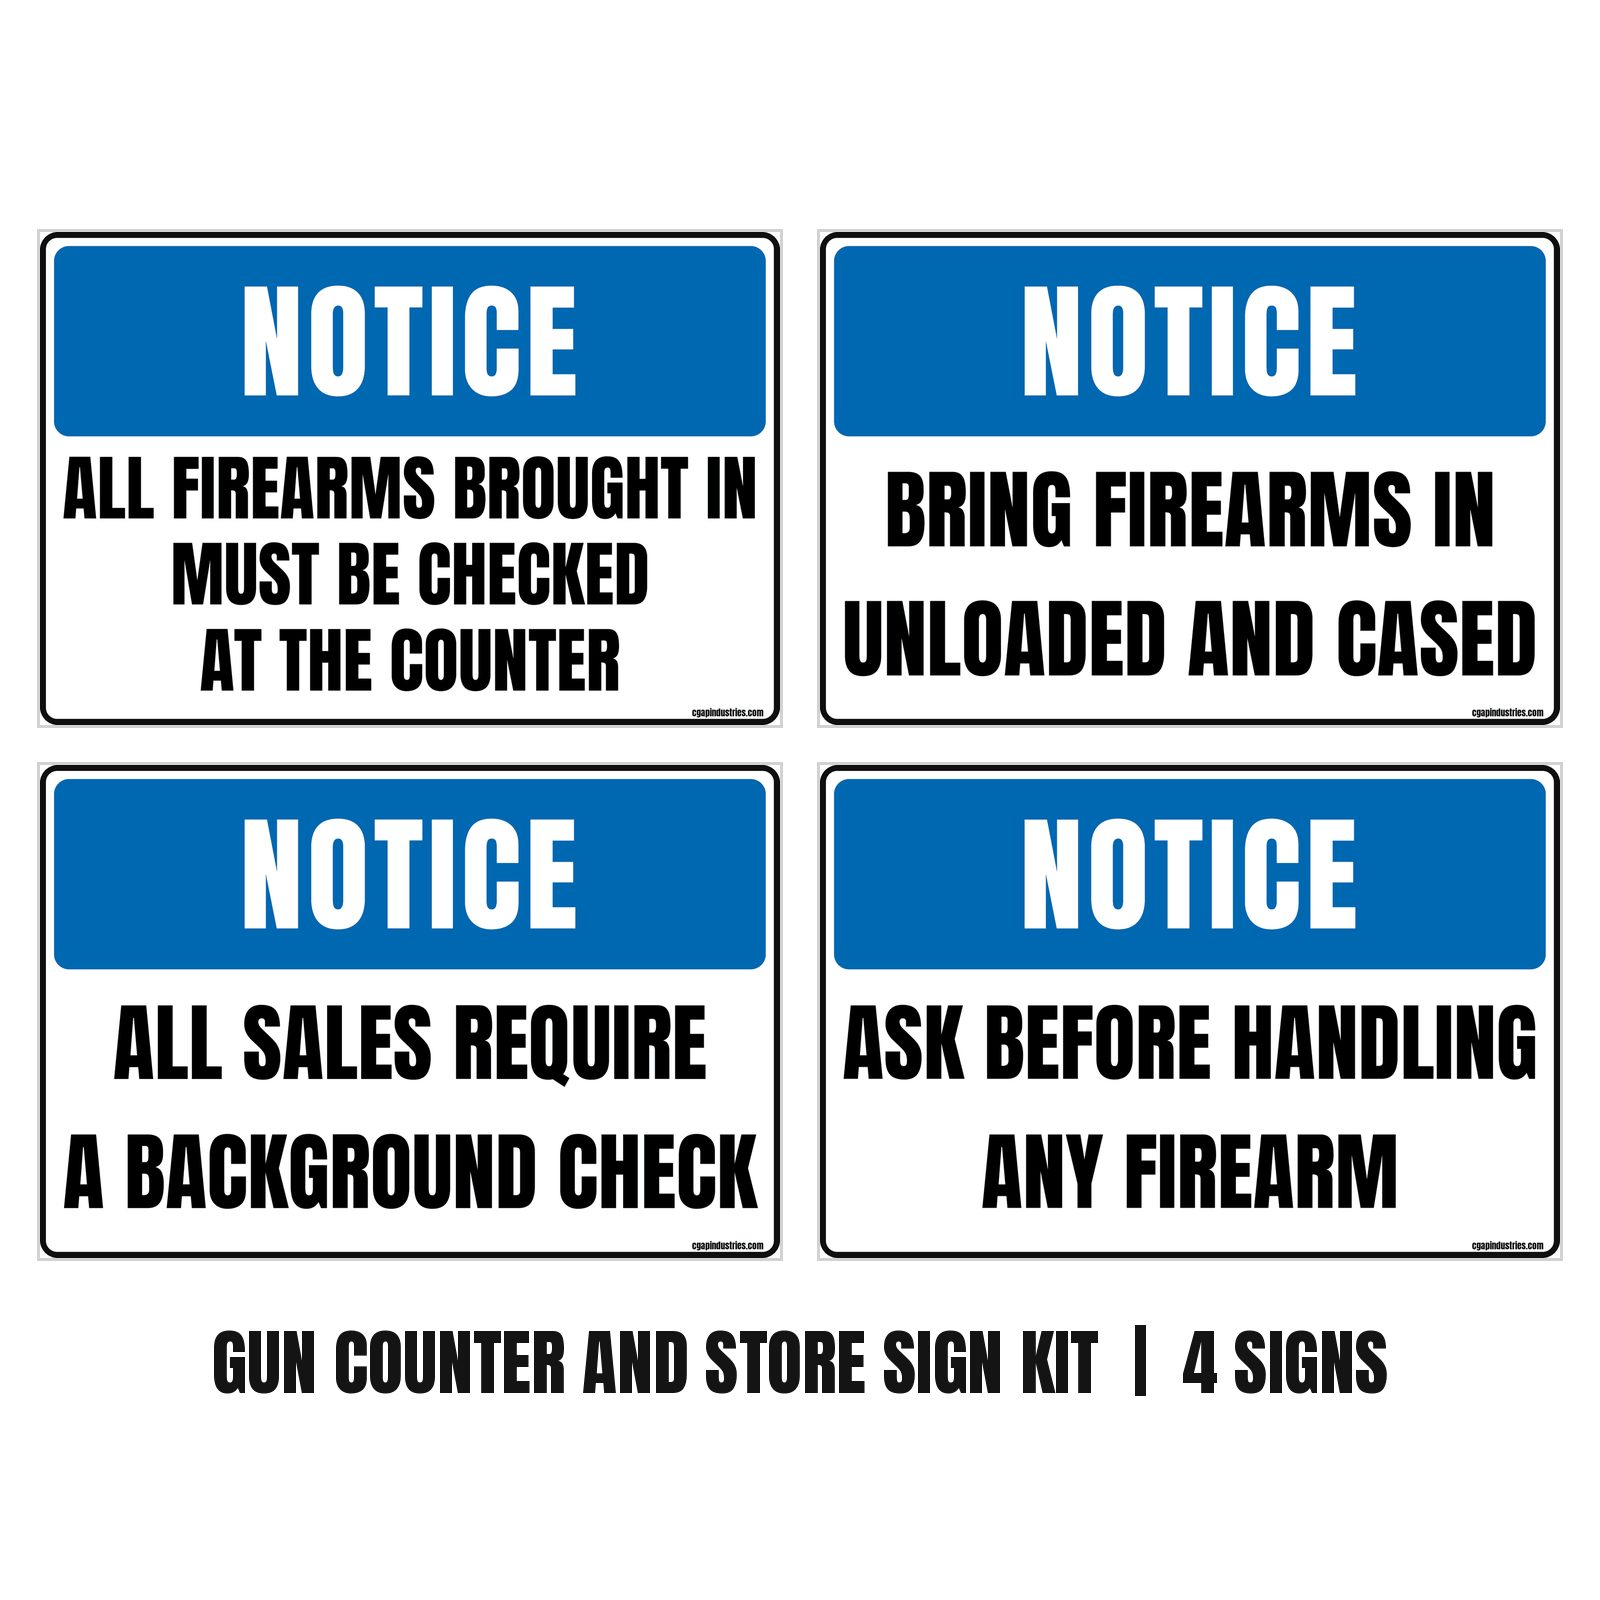 NOTICE
ALL FIREARMS BROUGHT IN
MUST BE CHECKED
AT THE COUNTER
cgapindustries.com
NOTICE
BRING FIREARMS IN
UNLOADED AND CASED
cgapindustries.com
NOTICE
ALL SALES REQUIRE
A BACKGROUND CHECK
cgapindustries.com
NOTICE
ASK BEFORE HANDLING
ANY FIREARM
cgapindustries.com
GUN COUNTER AND STORE SIGN KIT | 4 SIGNS